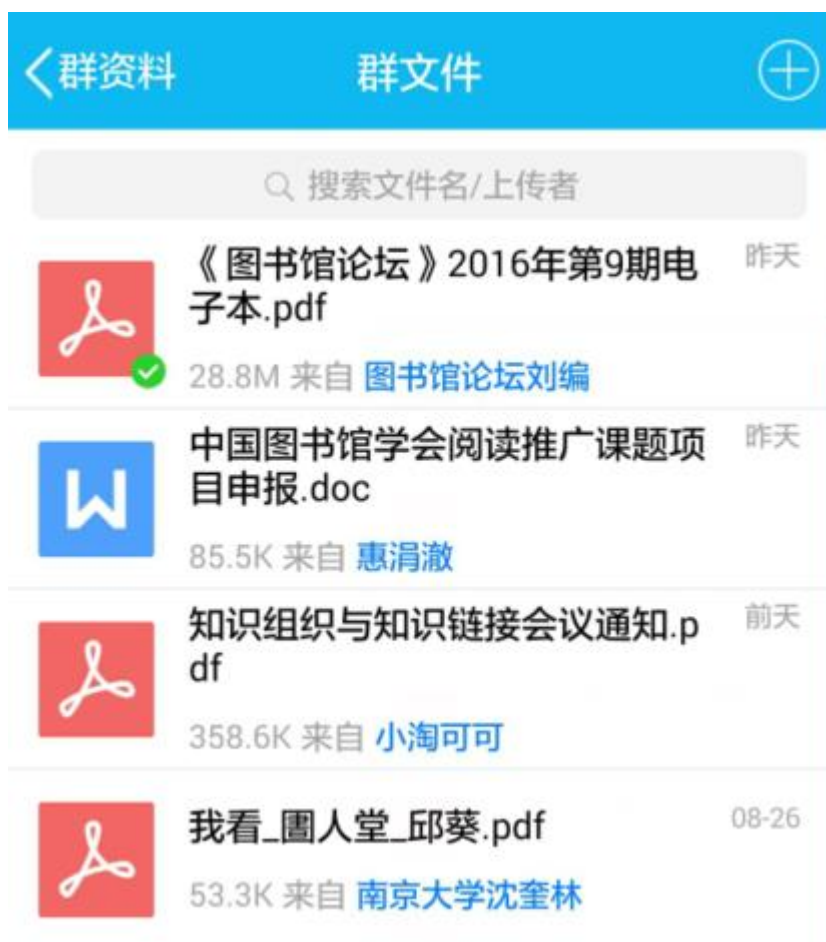 群资料
群文件
搜索文件名/上传者
《图书馆论坛》2016年第9期电
子本.pdf
昨天
28.8M 来自 图书馆论坛刘编
中国图书馆学会阅读推广课题项
目申报.doc
昨天
85.5K 来自 惠涓澈
知识组织与知识链接会议通知.p
df
前天
358.6K 来自 小淘可可
我看_圕人堂_邱葵.pdf
08-26
53.3K 来自 南京大学沈奎林